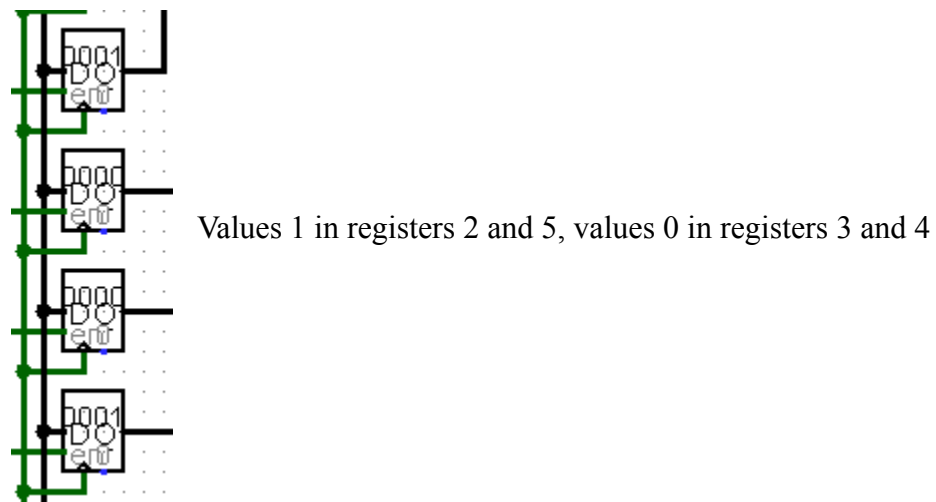 0001
D Q
en
0000
D Q
en
Values 1 in registers 2 and 5, values 0 in registers 3 and 4
0000
D Q
en
0001
D Q
en